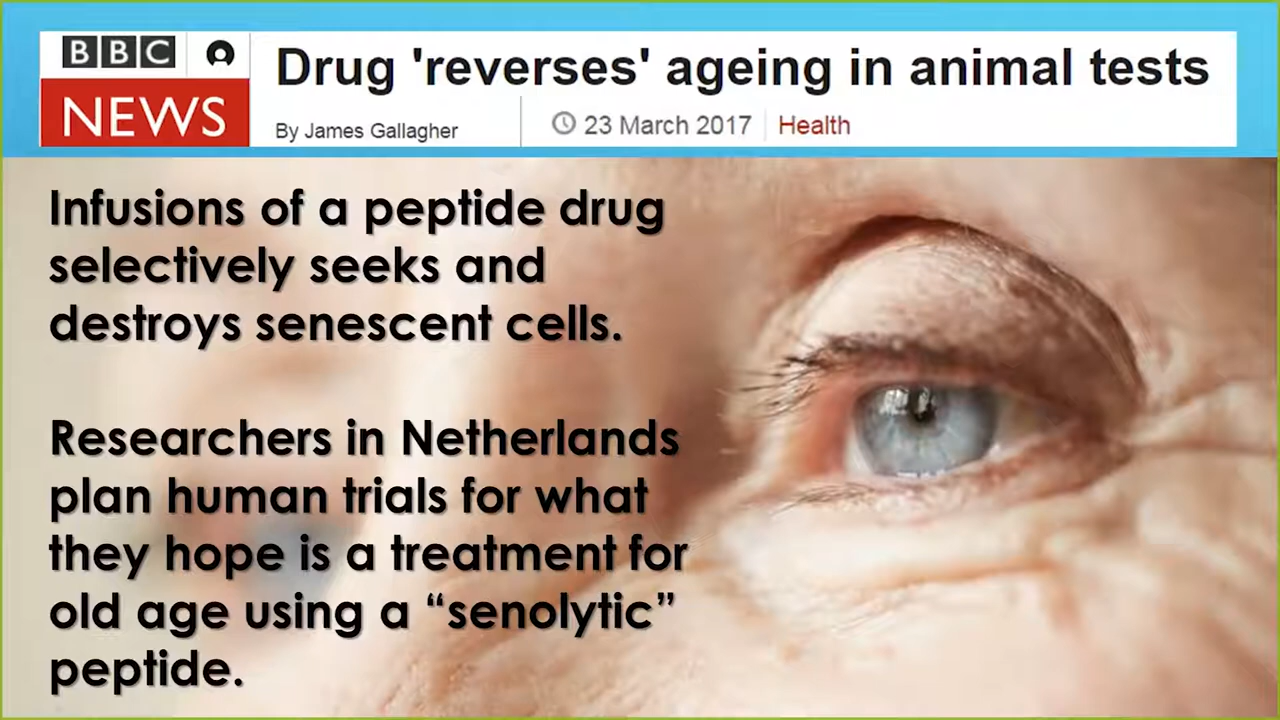 BBC
NEWS
Drug 'reverses' ageing in animal tests
By James Gallagher
23 March 2017
Health
Infusions of a peptide drug
selectively seeks and
destroys senescent cells.
Researchers in Netherlands
plan human trials for what
they hope is a treatment for
old age using a “senolytic”
peptide.